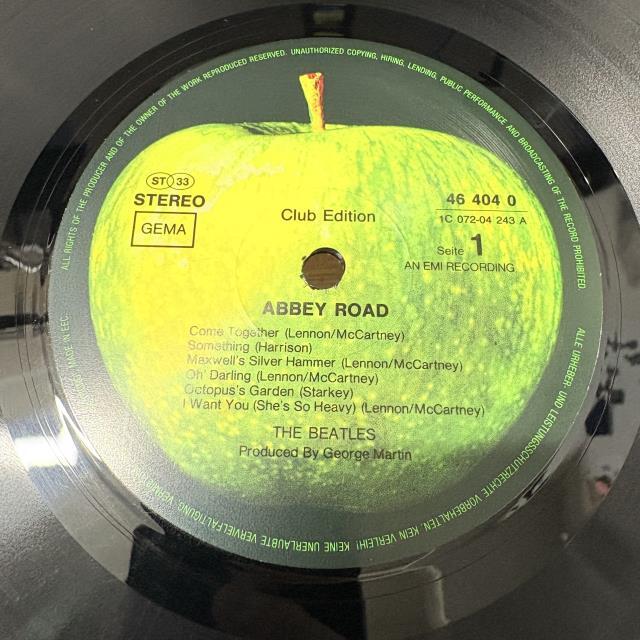 ALL RIGHTS OF THE PRODUCER AND OF THE OWNER OF THE WORK REPRODUCED RESERVED. UNAUTHORIZED COPYING, HIRING, LENDING, PUBLIC PERFORMANCE AND BROADCASTING OF THE RECORD PROHIBITED.
ST 33
STEREO
GEMA
Club Edition
46 404 0
1C 072-04 243 A
Seite 1
AN EMI RECORDING
ABBEY ROAD
Come Together (Lennon/McCartney)
Something (Harrison)
Maxwell's Silver Hammer (Lennon/McCartney)
Oh' Darling (Lennon/McCartney)
Octopus's Garden (Starkey)
I Want You (She's So Heavy) (Lennon/McCartney)
THE BEATLES
Produced By George Martin
ALLE URHEBER- UND LEISTUNGSSCHUTZRECHTE VORBEHALTEN. KEIN VERLEIH! KEINE UNERLAUBTE VERVIELFALTIGUNG,
MADE IN EEC